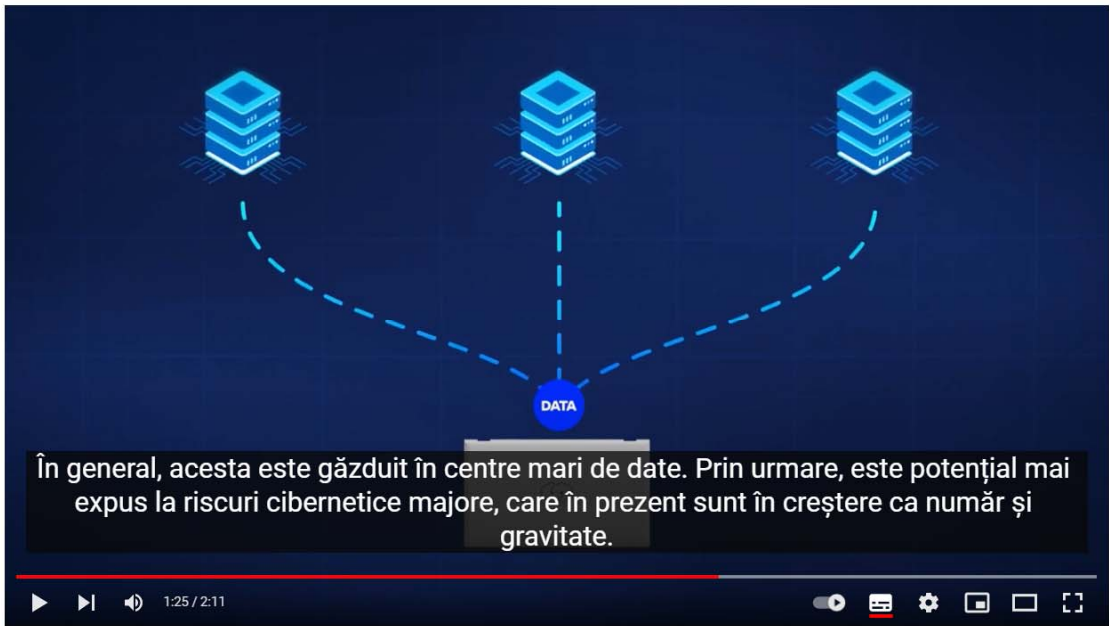 DATA
În general, acesta este găzduit în centre mari de date. Prin urmare, este potențial mai
expus la riscuri cibernetice majore, care în prezent sunt în creștere ca număr și
gravitate.
1:25 / 2:11